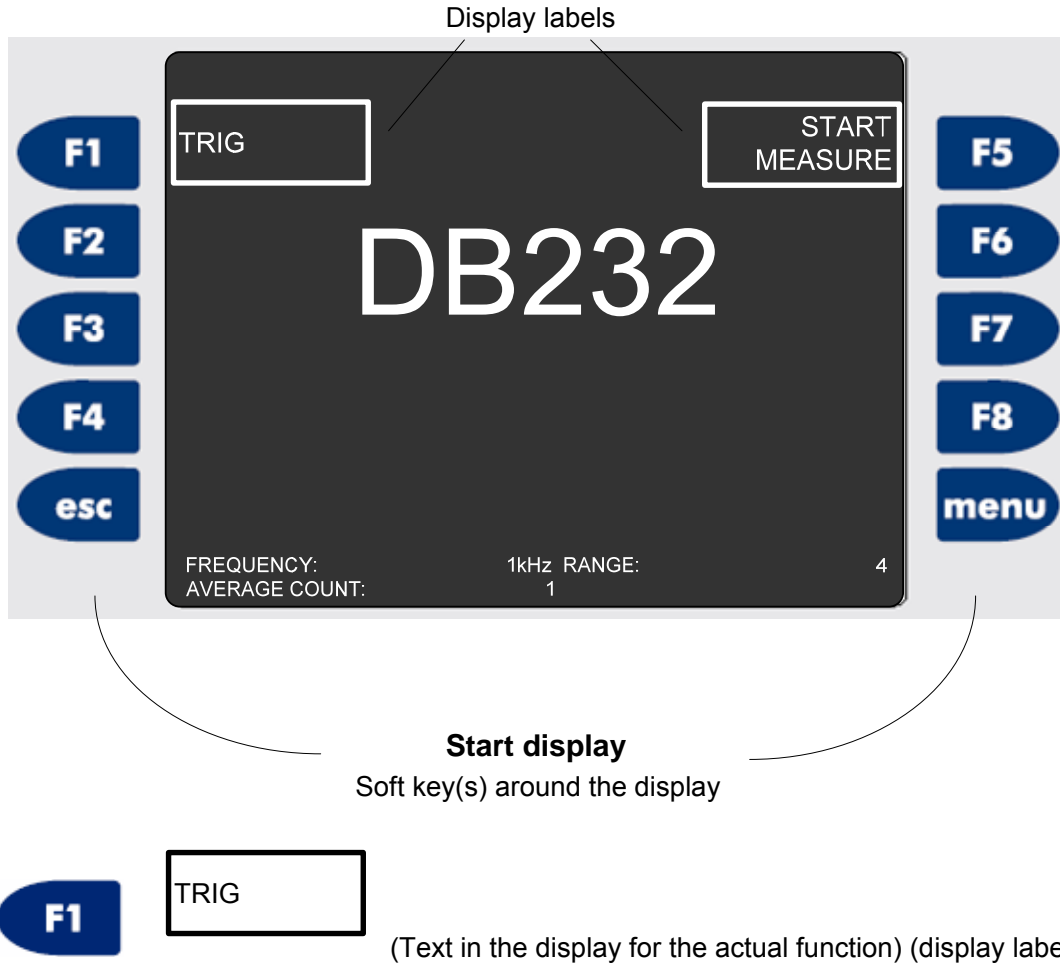 Display labels
F1
TRIG
START
MEASURE
F5
F2
F6
DB232
F3
F7
F4
F8
esc
menu
FREQUENCY: 1kHz RANGE: 4
AVERAGE COUNT: 1
Start display
Soft key(s) around the display
F1
TRIG
(Text in the display for the actual function) (display labe